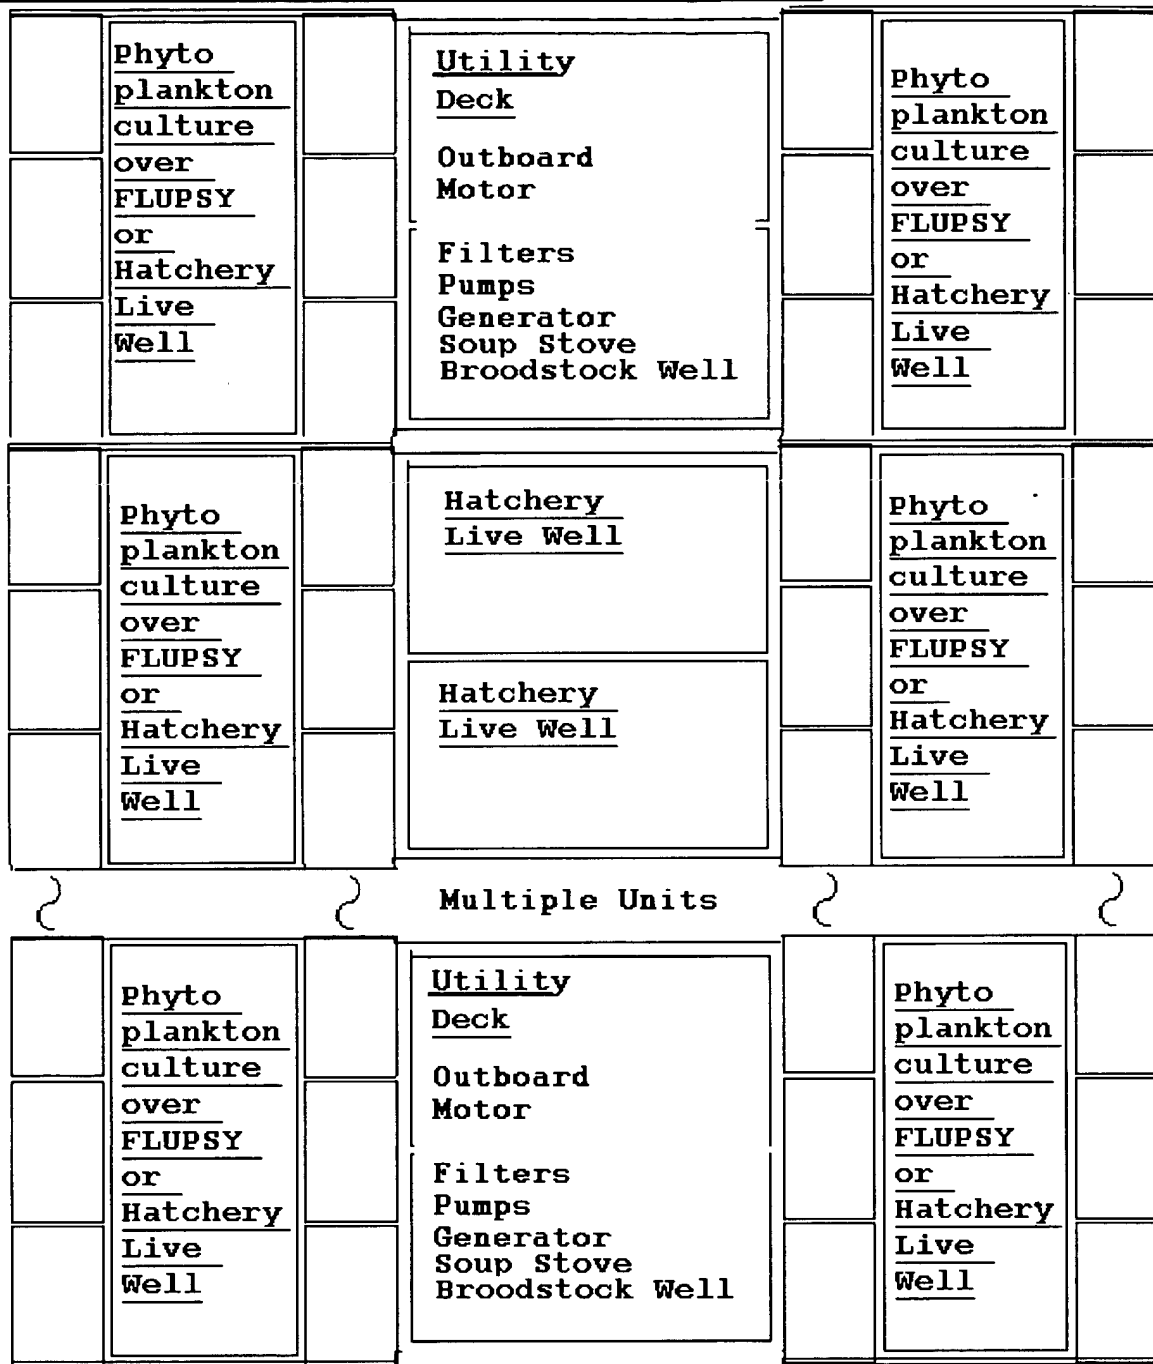 Phyto
plankton
culture
over
FLUPSY
or
Hatchery
Live
Well
Utility
Deck
Outboard
Motor
Filters
Pumps
Generator
Soup Stove
Broodstock Well
Phyto
plankton
culture
over
FLUPSY
or
Hatchery
Live
Well
Phyto
plankton
culture
over
FLUPSY
or
Hatchery
Live
Well
Hatchery
Live Well
Hatchery
Live Well
Phyto
plankton
culture
over
FLUPSY
or
Hatchery
Live
Well
Multiple Units
Phyto
plankton
culture
over
FLUPSY
or
Hatchery
Live
Well
Utility
Deck
Outboard
Motor
Filters
Pumps
Generator
Soup Stove
Broodstock Well
Phyto
plankton
culture
over
FLUPSY
or
Hatchery
Live
Well